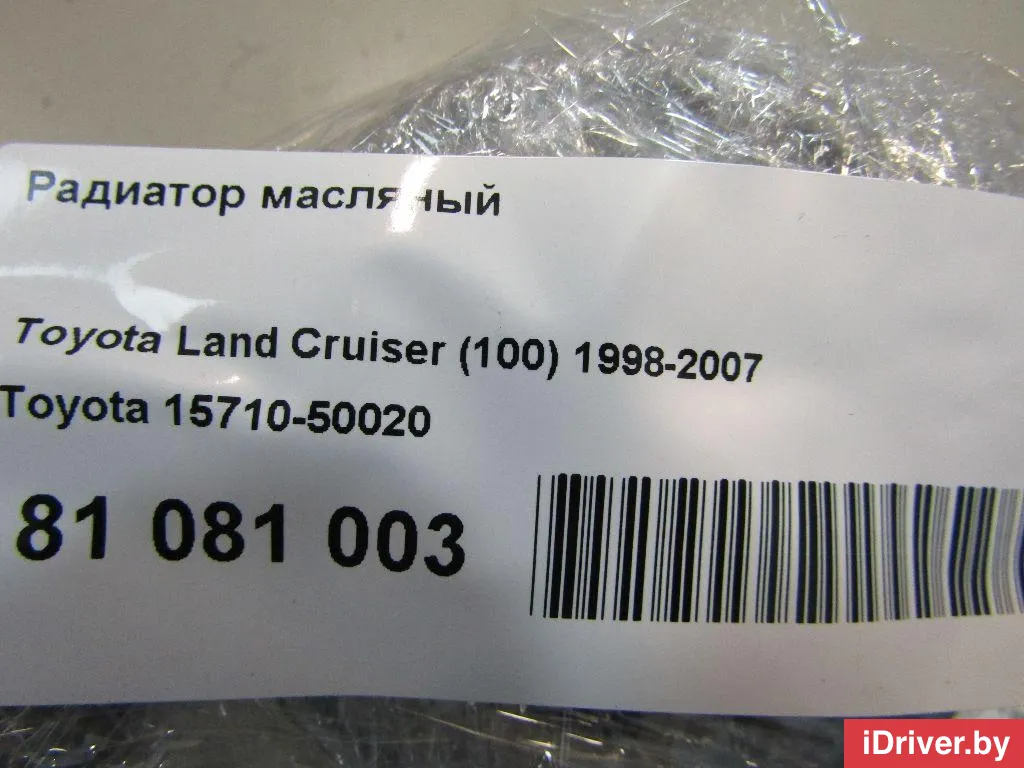 Радиатор масляный
Toyota Land Cruiser (100) 1998-2007
Toyota 15710-50020
81 081 003
iDriver.by